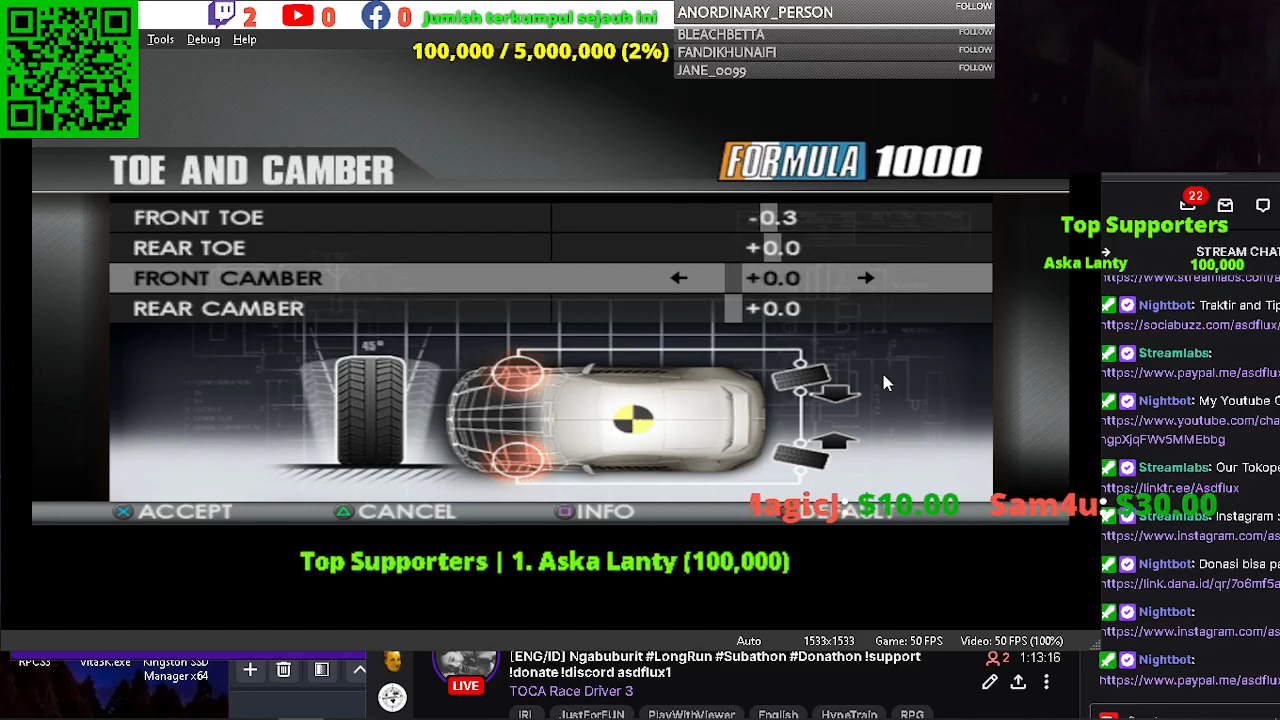 2 0 0
Jumlah terkumpul sejauh ini
100,000 / 5,000,000 (2%)
ANORDINARY_PERSON FOLLOW
BLEACHBETTA FOLLOW
FANDIKHUNAIFI FOLLOW
JANE_0099 FOLLOW
Tools Debug Help
TOE AND CAMBER
FORMULA 1000
FRONT TOE -0.3
REAR TOE +0.0
FRONT CAMBER +0.0
REAR CAMBER +0.0
45°
ACCEPT CANCEL INFO
MagicJ: $10.00 Sam4u: $30.00
Top Supporters | 1. Aska Lanty (100,000)
22
Top Supporters
STREAM CHAT
Aska Lanty 100,000
https://www.streamlabs.com/asdflux
Nightbot: Traktir and Tip
https://sociabuzz.com/asdflux
Streamlabs:
https://www.paypal.me/asdflux
Nightbot: My Youtube C
https://www.youtube.com/cha
ngpXjqFWv5MMEbbg
Streamlabs: Our Tokop
https://linktr.ee/Asdflux
Streamlabs: Instagram :
https://www.instagram.com/as
Nightbot: Donasi bisa pa
https://link.dana.id/qr/7o6mf5a
Nightbot:
https://www.instagram.com/as
Nightbot:
https://www.paypal.me/asdflux
Auto 1533x1533 Game: 50 FPS Video: 50 FPS (100%)
RPCS3 Vita3K.exe Kingston SSD
Manager x64
[ENG/ID] Ngabuburit #LongRun #Subathon #Donathon !support
!donate !discord asdflux1
2 1:13:16
LIVE
TOCA Race Driver 3
IRL JustForFUN PlayWithViewer English HypeTrain RPG